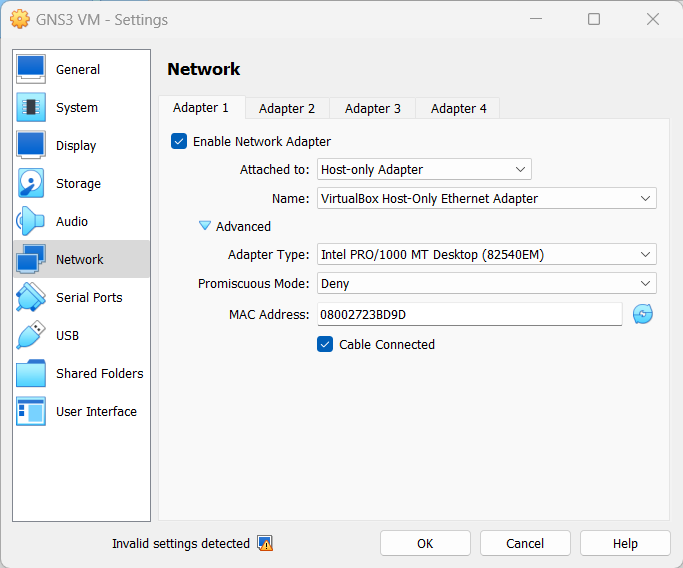 GNS3 VM - Settings
General
System
Display
Storage
Audio
Network
Serial Ports
USB
Shared Folders
User Interface
Network
Adapter 1 Adapter 2 Adapter 3 Adapter 4
Enable Network Adapter
Attached to: Host-only Adapter
Name: VirtualBox Host-Only Ethernet Adapter
Advanced
Adapter Type: Intel PRO/1000 MT Desktop (82540EM)
Promiscuous Mode: Deny
MAC Address: 08002723BD9D
Cable Connected
Invalid settings detected OK Cancel Help